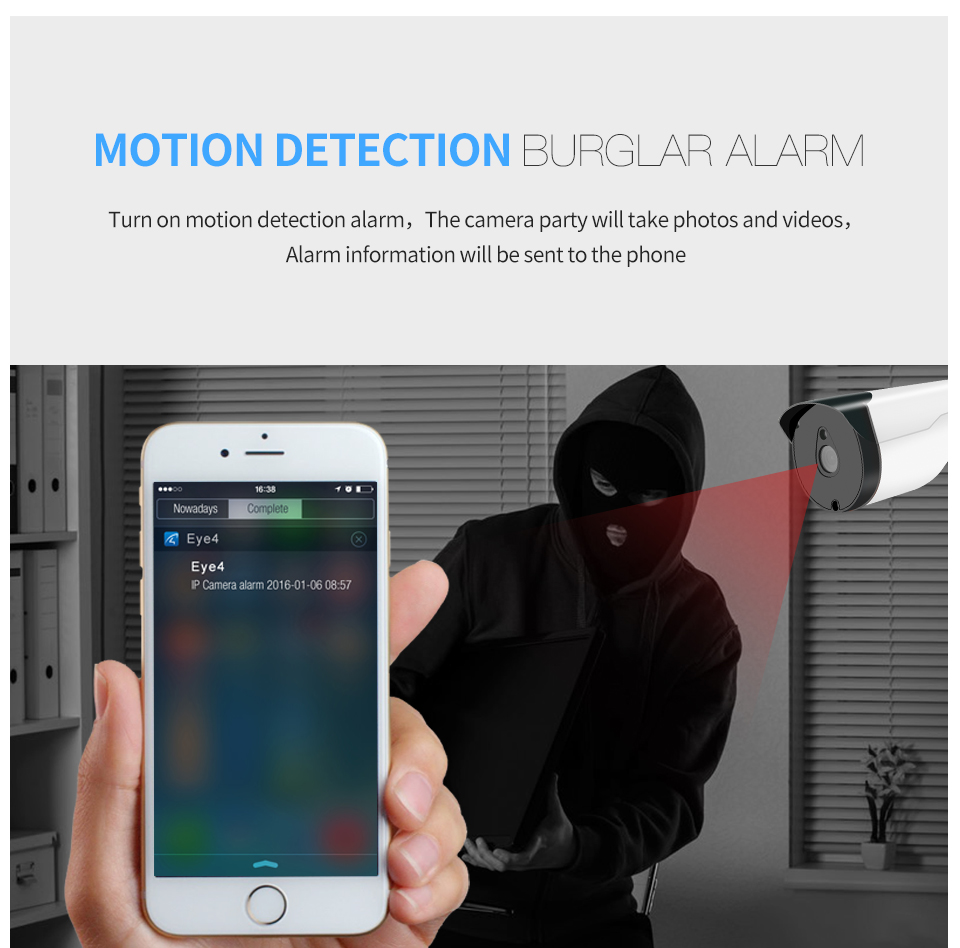 MOTION DETECTION BURGLAR ALARM
Turn on motion detection alarm，The camera party will take photos and videos，
Alarm information will be sent to the phone
16:38
Nowadays Complete
Eye4
Eye4
IP Camera alarm 2016-01-06 08:57